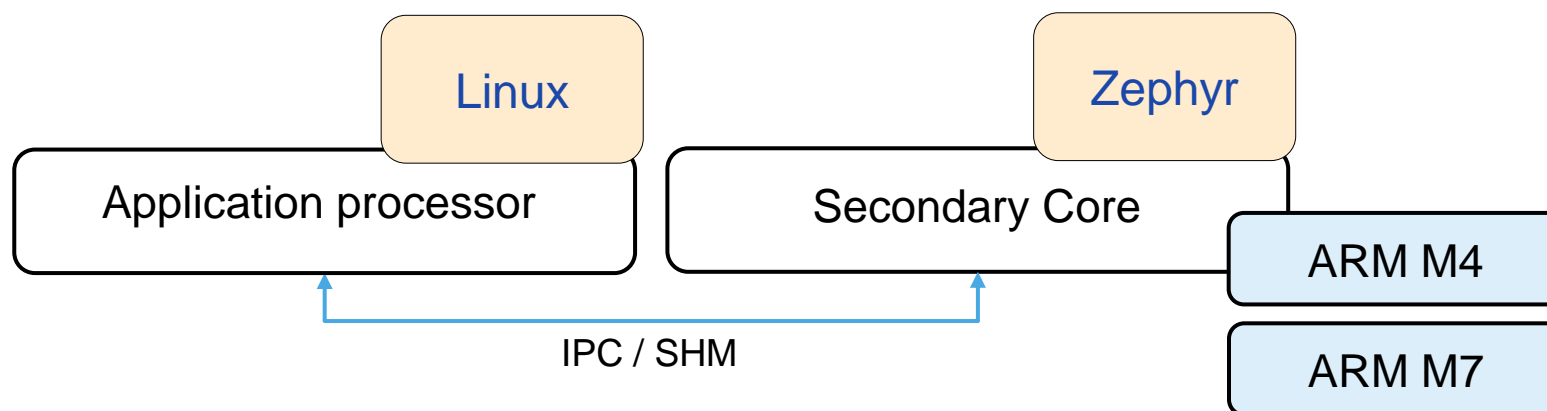 Linux
Zephyr
Application processor
Secondary Core
ARM M4
IPC / SHM
ARM M7